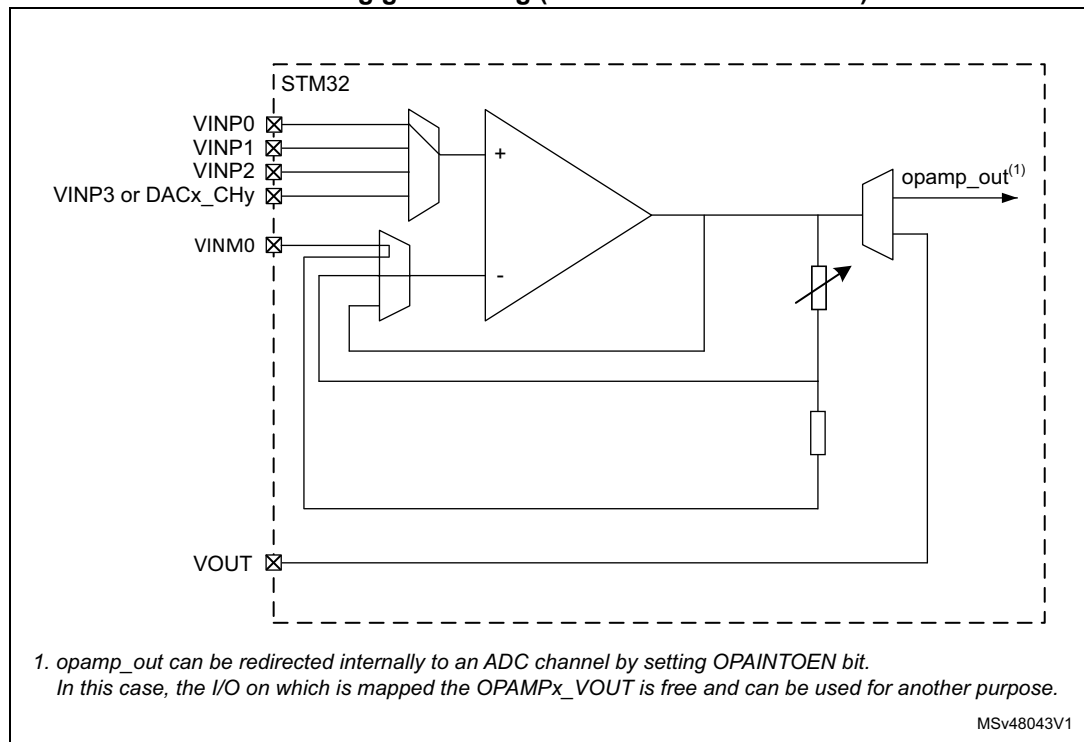 STM32
VINP0
VINP1
VINP2
VINP3 or DACx_CHy
VINM0
+
-
opamp_out(1)
VOUT
1. opamp_out can be redirected internally to an ADC channel by setting OPAINTOEN bit.
In this case, the I/O on which is mapped the OPAMPx_VOUT is free and can be used for another purpose.
MSv48043V1